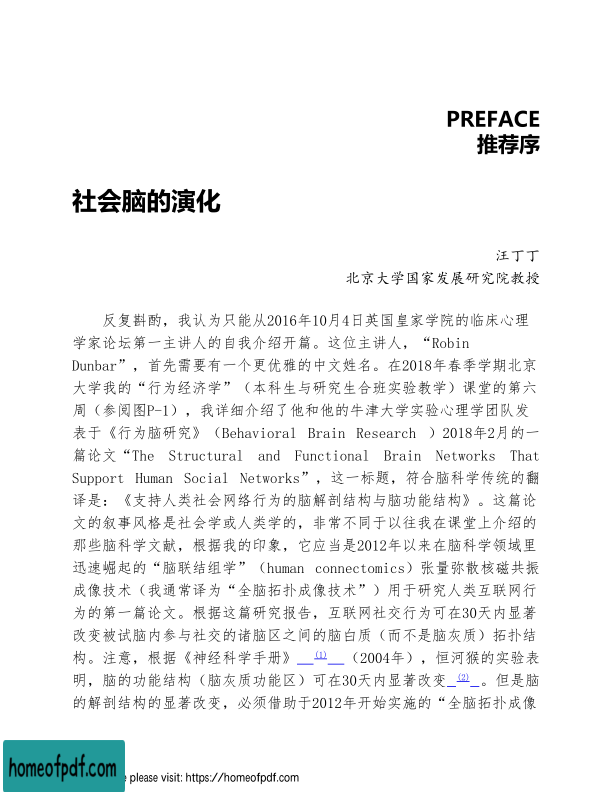 PREFACE
推荐序
社会脑的演化
汪丁丁
北京大学国家发展研究院教授
反复斟酌，我认为只能从2016年10月4日英国皇家学院的临床心理
学家论坛第一主讲人的自我介绍开篇。这位主讲人，“Robin
Dunbar”，首先需要有一个更优雅的中文姓名。在2018年春季学期北京
大学我的“行为经济学”（本科生与研究生合班实验教学）课堂的第六
周（参阅图P-1），我详细介绍了他和他的牛津大学实验心理学团队发
表于《行为脑研究》（Behavioral Brain Research ）2018年2月的一
篇论文“The Structural and Functional Brain Networks That
Support Human Social Networks”，这一标题，符合脑科学传统的翻
译是：《支持人类社会网络行为的脑解剖结构与脑功能结构》。这篇论
文的叙事风格是社会学或人类学的，非常不同于以往我在课堂上介绍的
那些脑科学文献，根据我的印象，它应当是2012年以来在脑科学领域里
迅速崛起的“脑联结组学”（human connectomics）张量弥散核磁共振
成像技术（我通常译为“全脑拓扑成像技术”）用于研究人类互联网行
为的第一篇论文。根据这篇研究报告，互联网社交行为可在30天内显著
改变被试脑内参与社交的诸脑区之间的脑白质（而不是脑灰质）拓扑结
构。注意，根据《神经科学手册》 (1) （2004年），恒河猴的实验表
明，脑的功能结构（脑灰质功能区）可在30天内显著改变 (2) 。但是脑
的解剖结构的显著改变，必须借助于2012年开始实施的“全脑拓扑成像
homeofpdf.com
e please visit: https://homeofpdf.com